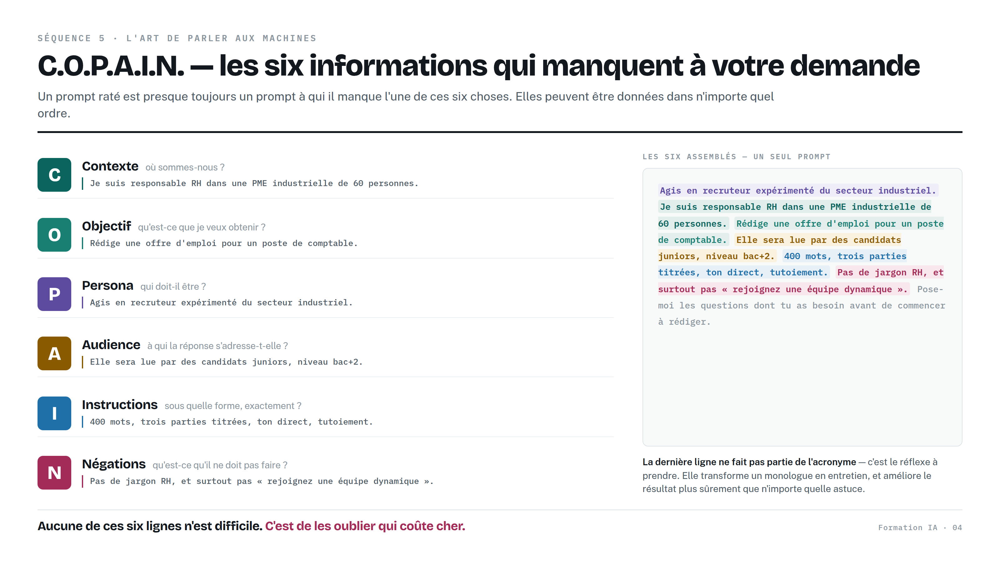 SÉQUENCE 5 · L'ART DE PARLER AUX MACHINES
C.O.P.A.I.N. — les six informations qui manquent à votre demande
Un prompt raté est presque toujours un prompt à qui il manque l'une de ces six choses. Elles peuvent être données dans n'importe quel
ordre.
C
Contexte où sommes-nous ?
Je suis responsable RH dans une PME industrielle de 60 personnes.
O
Objectif qu'est-ce que je veux obtenir ?
Rédige une offre d'emploi pour un poste de comptable.
P
Persona qui doit-il être ?
Agis en recruteur expérimenté du secteur industriel.
A
Audience à qui la réponse s'adresse-t-elle ?
Elle sera lue par des candidats juniors, niveau bac+2.
I
Instructions sous quelle forme, exactement ?
400 mots, trois parties titrées, ton direct, tutoiement.
N
Négations qu'est-ce qu'il ne doit pas faire ?
Pas de jargon RH, et surtout pas « rejoignez une équipe dynamique ».
LES SIX ASSEMBLÉS — UN SEUL PROMPT
Agis en recruteur expérimenté du secteur industriel.
Je suis responsable RH dans une PME industrielle de
60 personnes. Rédige une offre d'emploi pour un poste
de comptable. Elle sera lue par des candidats
juniors, niveau bac+2. 400 mots, trois parties
titrées, ton direct, tutoiement. Pas de jargon RH, et
surtout pas « rejoignez une équipe dynamique ». Pose-
moi les questions dont tu as besoin avant de commencer
à rédiger.
La dernière ligne ne fait pas partie de l'acronyme — c'est le réflexe à
prendre. Elle transforme un monologue en entretien, et améliore le
résultat plus sûrement que n'importe quelle astuce.
Aucune de ces six lignes n'est difficile. C'est de les oublier qui coûte cher.
Formation IA · 04